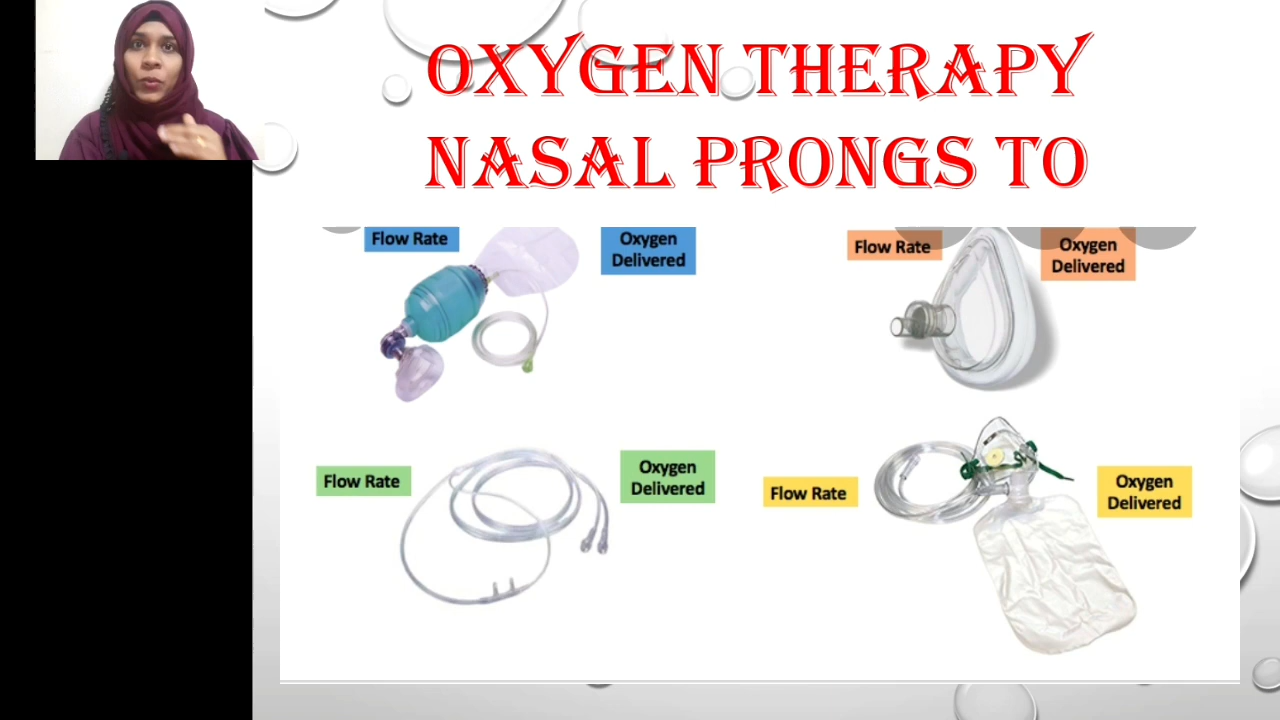 OXYGEN THERAPY
NASAL PRONGS TO
Flow Rate
Oxygen
Delivered
Flow Rate
Oxygen
Delivered
Flow Rate
Oxygen
Delivered
Flow Rate
Oxygen
Delivered